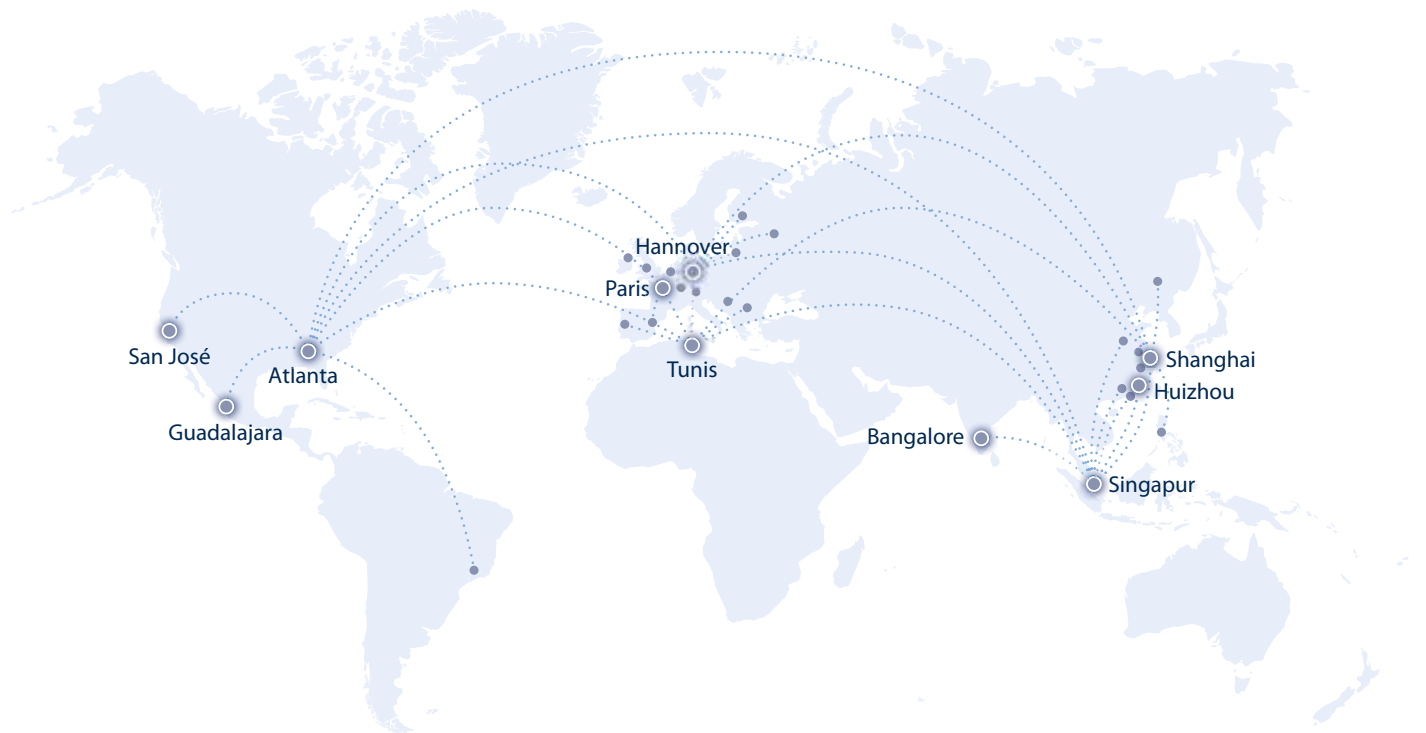 Hannover
Paris
San José
Atlanta
Tunis
Shanghai
Huizhou
Guadalajara
Bangalore
Singapur